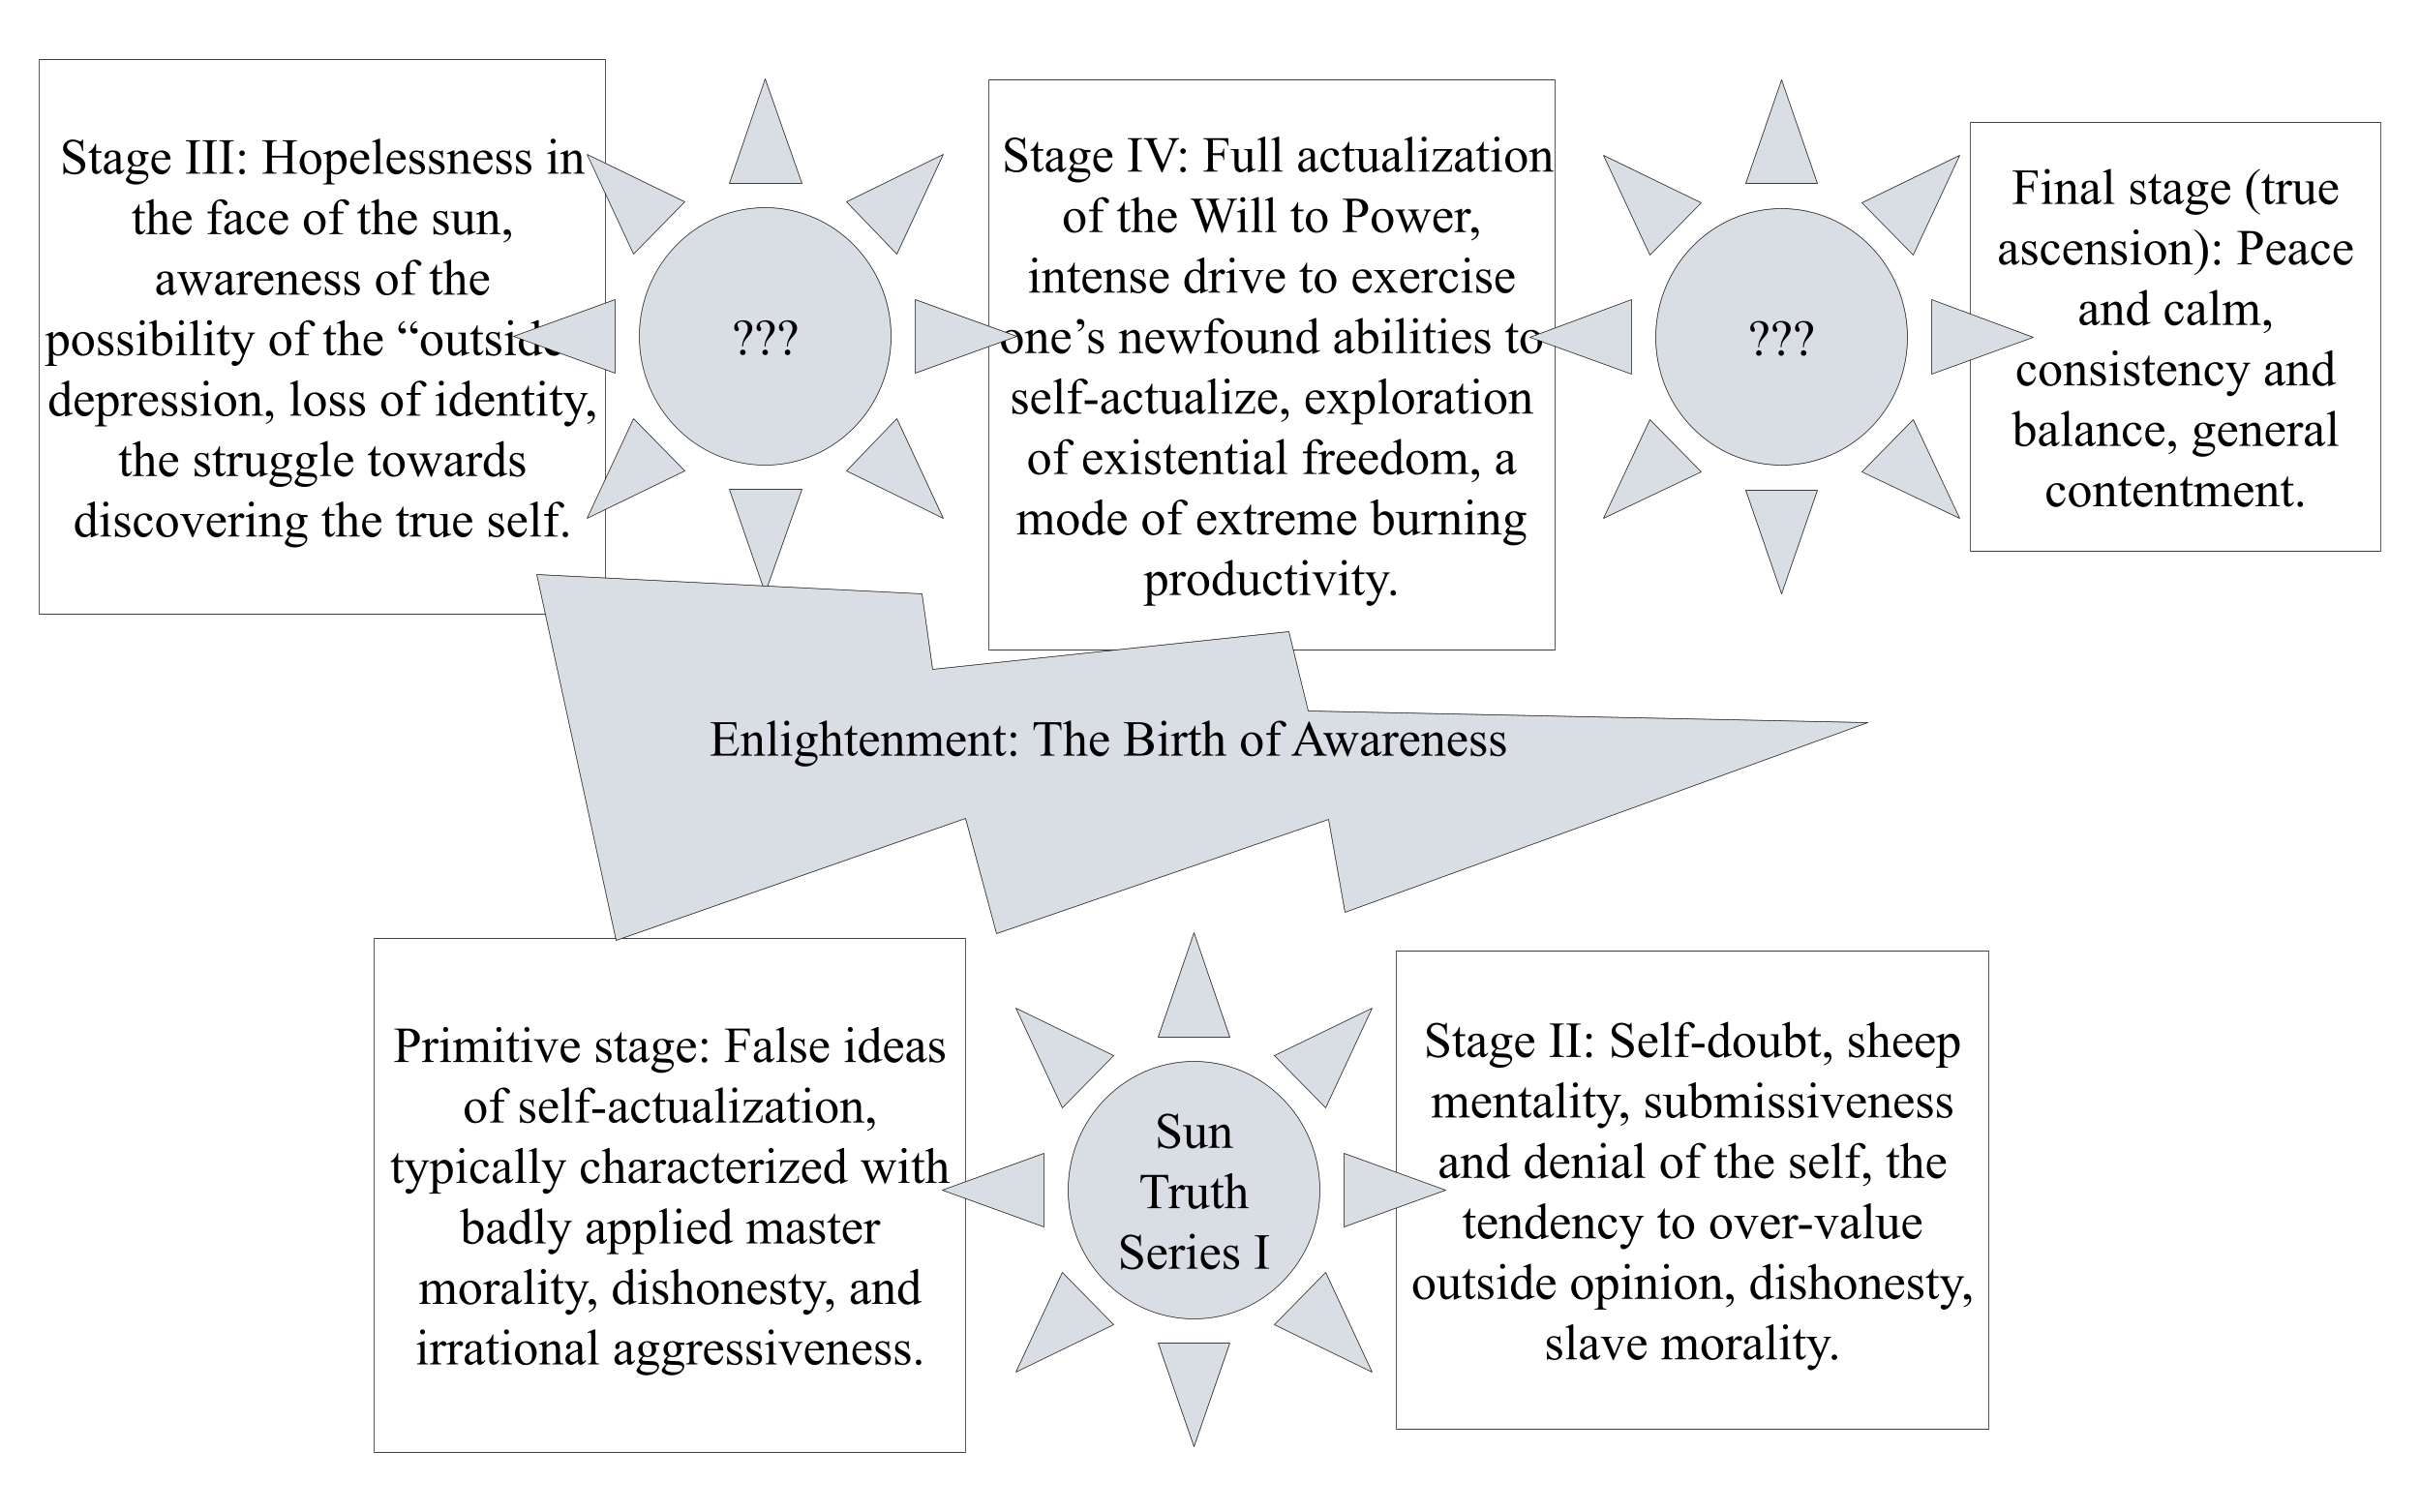 Stage III: Hopelessness in
the face of the sun,
awareness of the
possibility of the “outside
depression, loss of identity,
the struggle towards
discovering the true self.
???
Stage IV: Full actualization
of the Will to Power,
intense drive to exercise
one’s newfound abilities to
self-actualize, exploration
of existential freedom, a
mode of extreme burning
productivity.
???
Final stage (true
ascension): Peace
and calm,
consistency and
balance, general
contentment.
Enlightenment: The Birth of Awareness
Primitive stage: False ideas
of self-actualization,
typically characterized with
badly applied master
morality, dishonesty, and
irrational aggressiveness.
Sun
Truth
Series I
Stage II: Self-doubt, sheep
mentality, submissiveness
and denial of the self, the
tendency to over-value
outside opinion, dishonesty,
slave morality.